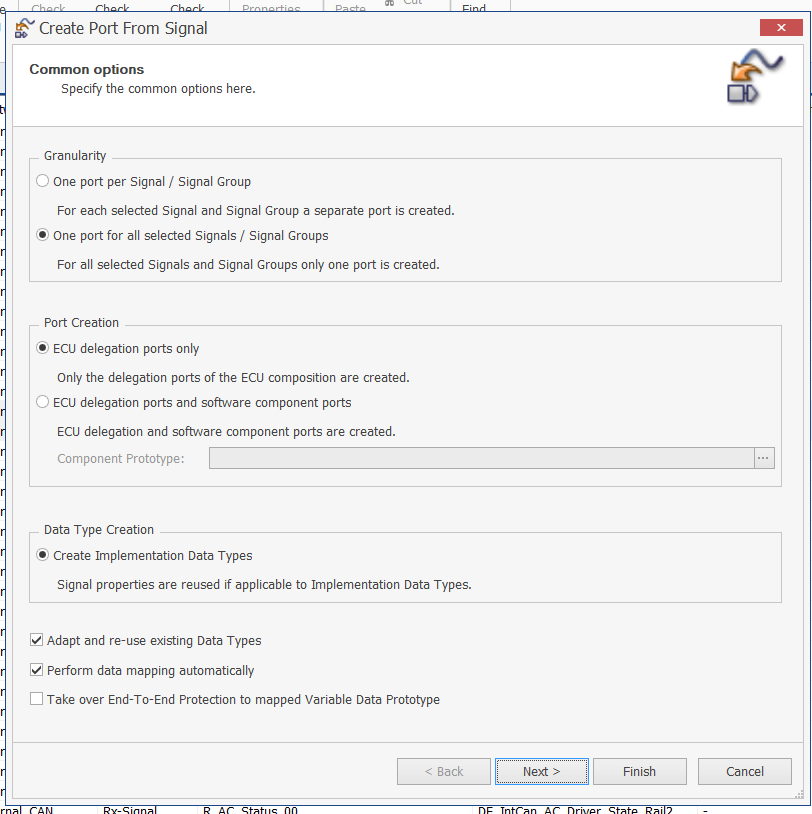 Check Check Check Properties Paste Cut Find
Create Port From Signal
Common options
Specify the common options here.
Granularity
One port per Signal / Signal Group
For each selected Signal and Signal Group a separate port is created.
One port for all selected Signals / Signal Groups
For all selected Signals and Signal Groups only one port is created.
Port Creation
ECU delegation ports only
Only the delegation ports of the ECU composition are created.
ECU delegation ports and software component ports
ECU delegation and software component ports are created.
Component Prototype: ...
Data Type Creation
Create Implementation Data Types
Signal properties are reused if applicable to Implementation Data Types.
Adapt and re-use existing Data Types
Perform data mapping automatically
Take over End-To-End Protection to mapped Variable Data Prototype
< Back Next > Finish Cancel
rnal_CAN Rx-Signal R_AC_Status_00 DE_IntCan_AC_Driver_State_Rail2 -